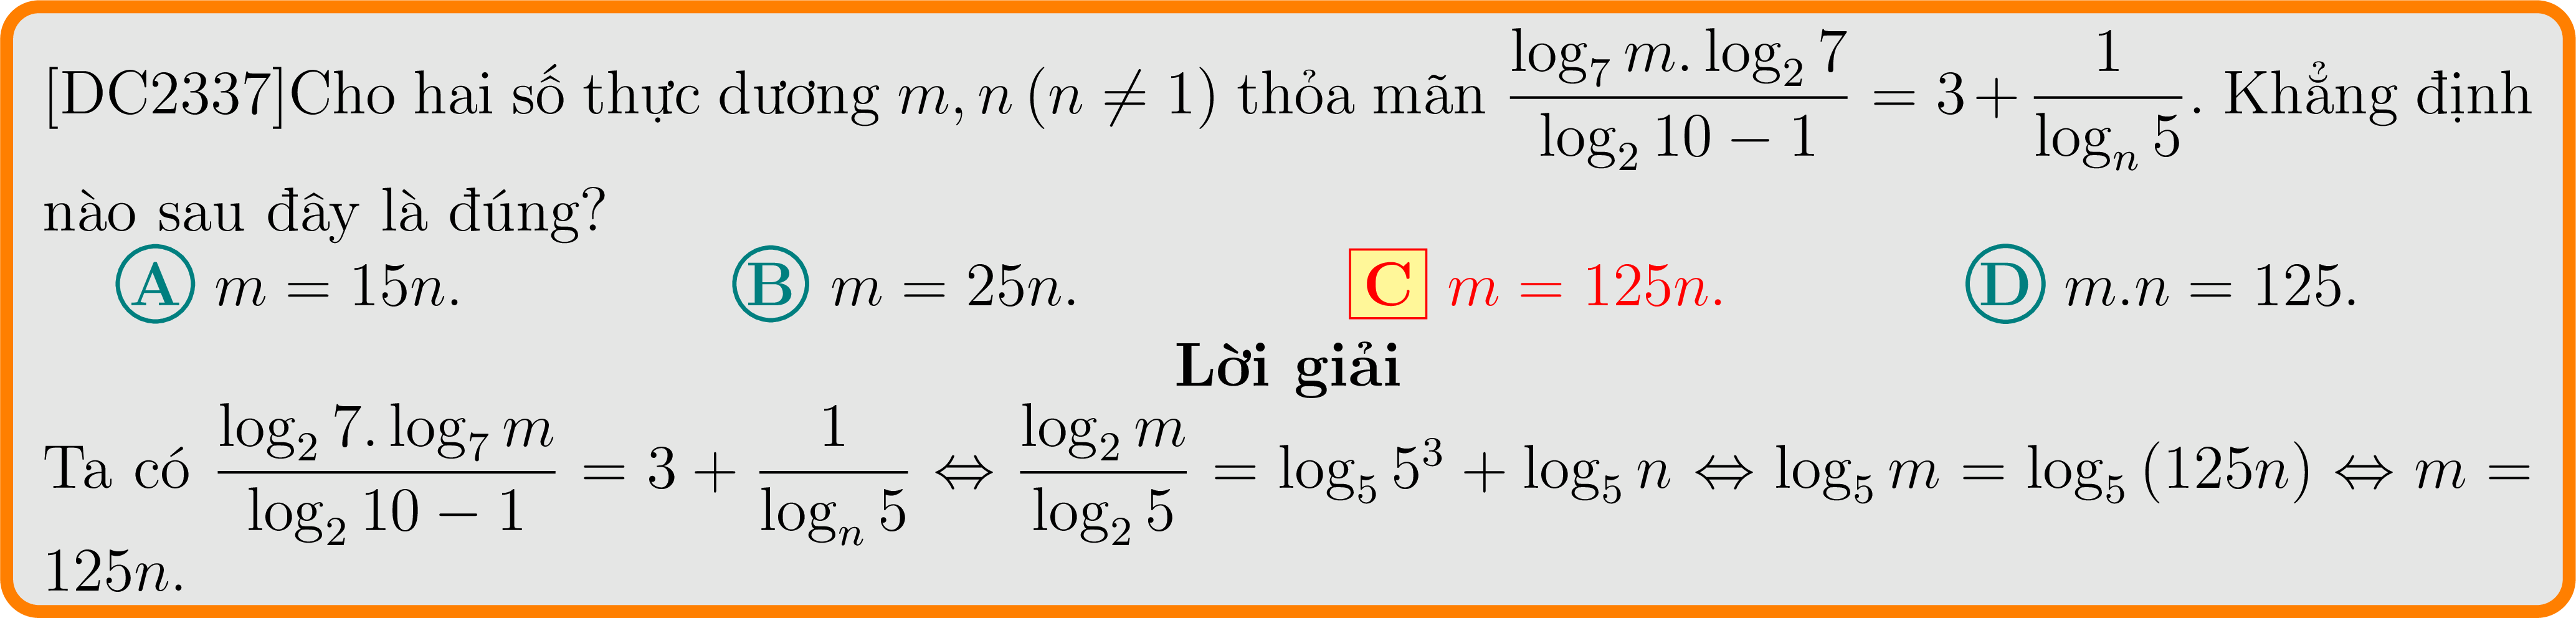 [DC2337]Cho hai số thực dương $m, n\,(n \neq 1)$ thỏa mãn $\frac{\log_7 m. \log_2 7}{\log_2 10 - 1} = 3 + \frac{1}{\log_n 5}$. Khẳng định
nào sau đây là đúng?
A $m = 15n$. B $m = 25n$. C $m = 125n$. D $m.n = 125$.
Lời giải
Ta có $\frac{\log_2 7. \log_7 m}{\log_2 10 - 1} = 3 + \frac{1}{\log_n 5} \Leftrightarrow \frac{\log_2 m}{\log_2 5} = \log_5 5^3 + \log_5 n \Leftrightarrow \log_5 m = \log_5 (125n) \Leftrightarrow m =$
$125n$.